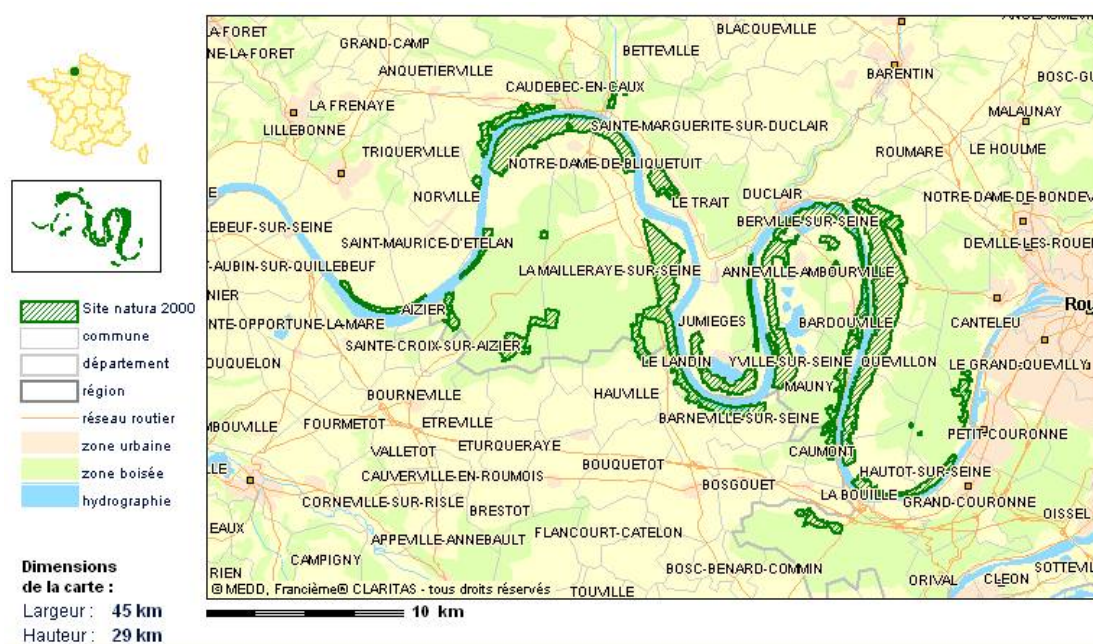 Site natura 2000
commune
département
région
réseau routier
zone urbaine
zone boisée
hydrographie
Dimensions
de la carte :
Largeur : 45 km
Hauteur : 29 km
LA-FORET
NE-LA-FORET
GRAND-CAMP
BETTEVILLE
BLACQUEVILLE
ANQUETIERVILLE
BARENTIN
BOSC-GU
CAUDEBEC-EN-CAUX
LA FRENAYE
MALAUNAY
LILLEBONNE
SAINTE-MARGUERITE-SUR-DUCLAIR
TRIQUERVILLE
ROUMARE
LE HOULME
NOTRE-DAME-DE-BLIQUETUIT
NORVILLE
LE TRAIT
DUCLAIR
NOTRE-DAME-DE-BONDEV
LEBEUF-SUR-SEINE
BERVILLE-SUR-SEINE
SAINT-MAURICE-D'ETELAN
DEVILLE-LES-ROUEN
T-AUBIN-SUR-QUILLEBEUF
LA MAILLERAYE-SUR-SEINE
ANNEVILLE-AMBOURVILLE
NIER
AIZIER
ROU
NTE-OPPORTUNE-LA-MARE
JUMIEGES
BARDOUVILLE
CANTELEU
SAINTE-CROIX-SUR-AIZIER
OUQUELON
LE LANDIN
YVILLE-SUR-SEINE
QUEVILLON
LE GRAND-QUEVILLY
BOURNEVILLE
HAUVILLE
MAUNY
MBOUVILLE
FOURMETOT
ETREVILLE
BARNEVILLE-SUR-SEINE
PETIT-COURONNE
VALLETOT
ETURQUERAYE
CAUMONT
LLE
CAUVERVILLE-EN-ROUMOIS
BOUQUETOT
HAUTOT-SUR-SEINE
BOSGOUET
CORNEVILLE-SUR-RISLE
LA BOUILLE
GRAND-COURONNE
BRESTOT
OISSEL
EAUX
FLANCOURT-CATELON
APPEVILLE-ANNEBAULT
CAMPIGNY
BOSC-BENARD-COMMIN
SOTTEVIL
RIEN
ORIVAL
CLEON
© MEDD, Francième® CLARITAS - tous droits réservés
TOUVILLE
10 km